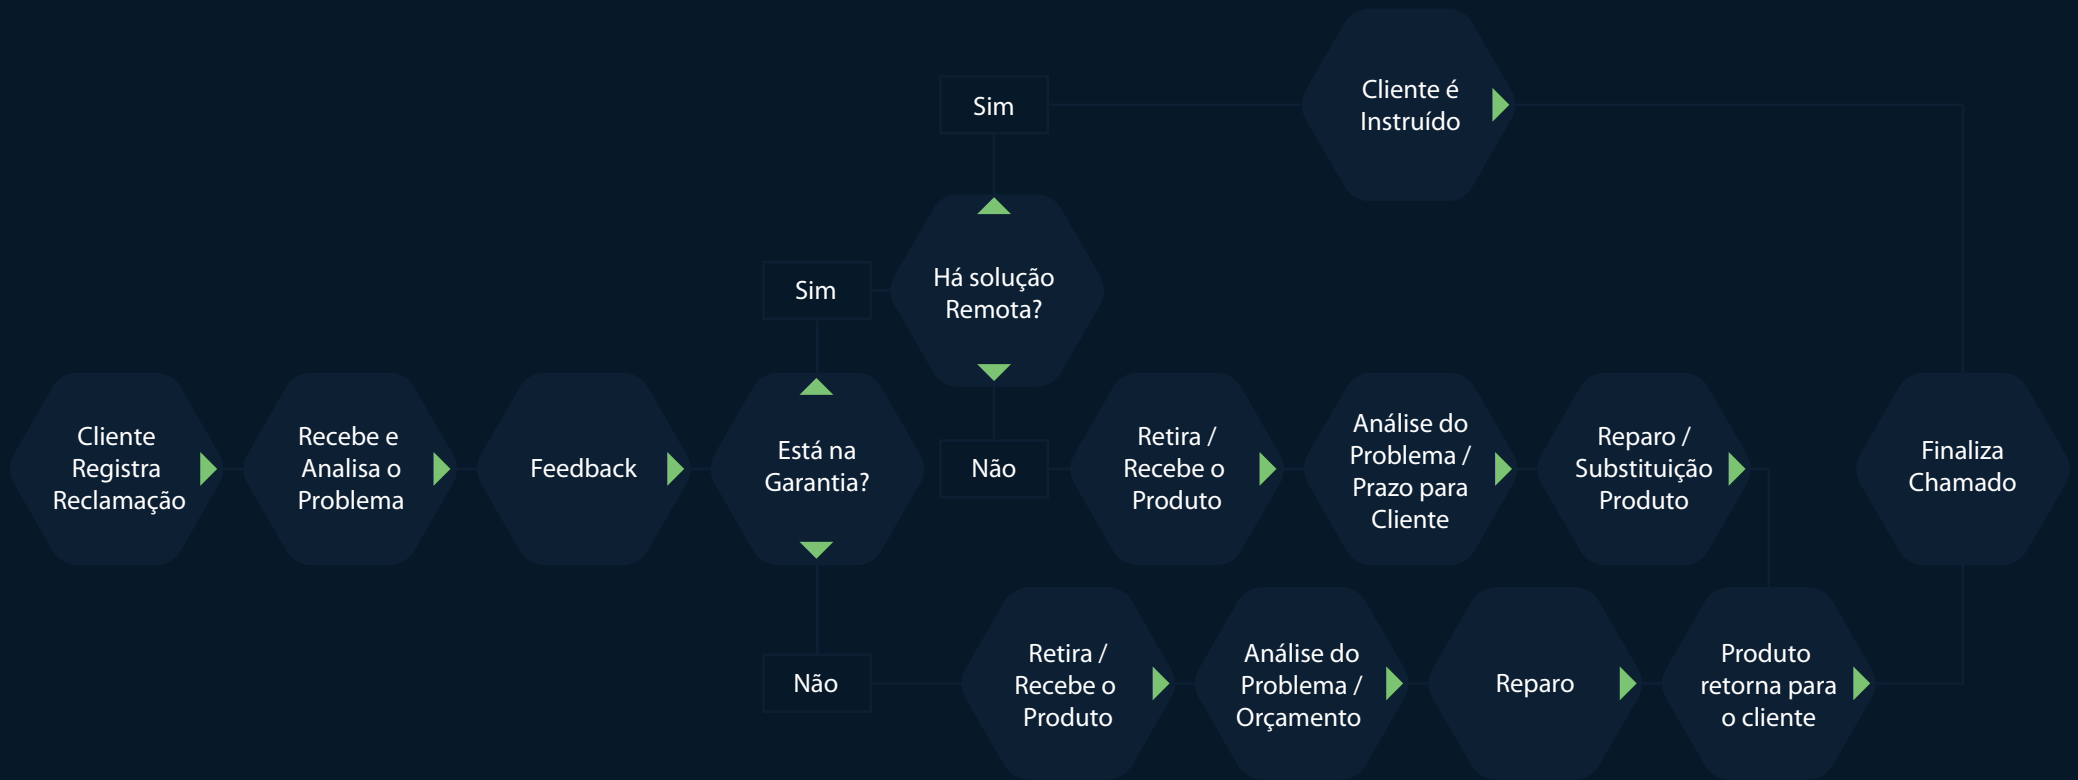 Cliente
Registra
Reclamação
Recebe e
Analisa o
Problema
Feedback
Está na
Garantia?
Sim
Há solução
Remota?
Sim
Cliente é
Instruído
Não
Retira /
Recebe o
Produto
Análise do
Problema /
Prazo para
Cliente
Reparo /
Substituição
Produto
Não
Retira /
Recebe o
Produto
Análise do
Problema /
Orçamento
Reparo
Produto
retorna para
o cliente
Finaliza
Chamado